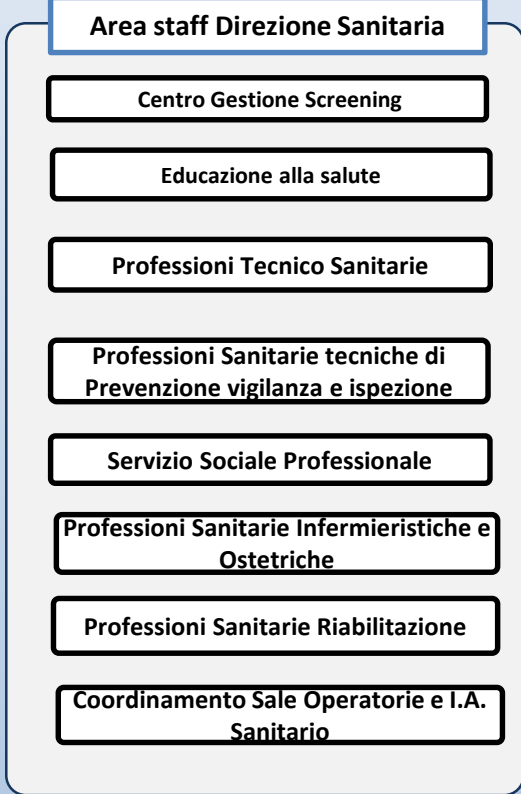 Area staff Direzione Sanitaria
Centro Gestione Screening
Educazione alla salute
Professioni Tecnico Sanitarie
Professioni Sanitarie tecniche di
Prevenzione vigilanza e ispezione
Servizio Sociale Professionale
Professioni Sanitarie Infermieristiche e
Ostetriche
Professioni Sanitarie Riabilitazione
Coordinamento Sale Operatorie e I.A.
Sanitario